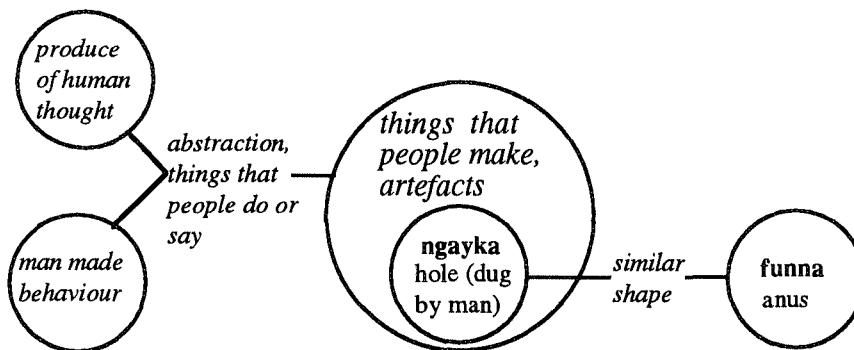 produce
of human
thought
abstraction,
things that
people do or
say
man made
behaviour
things that
people make,
artefacts
ngayka
hole (dug
by man)
similar
shape
funna
anus